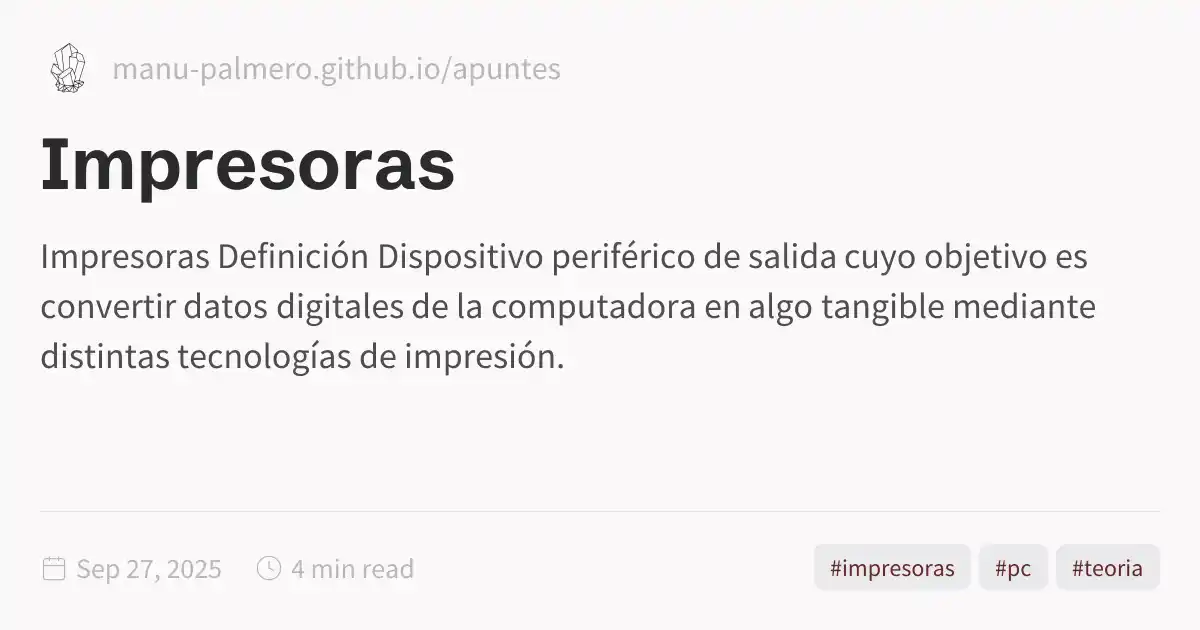 manu-palmero.github.io/apuntes
Impresoras
Impresoras Definición Dispositivo periférico de salida cuyo objetivo es
convertir datos digitales de la computadora en algo tangible mediante
distintas tecnologías de impresión.
Sep 27, 2025
4 min read
#impresoras
#pc
#teoria